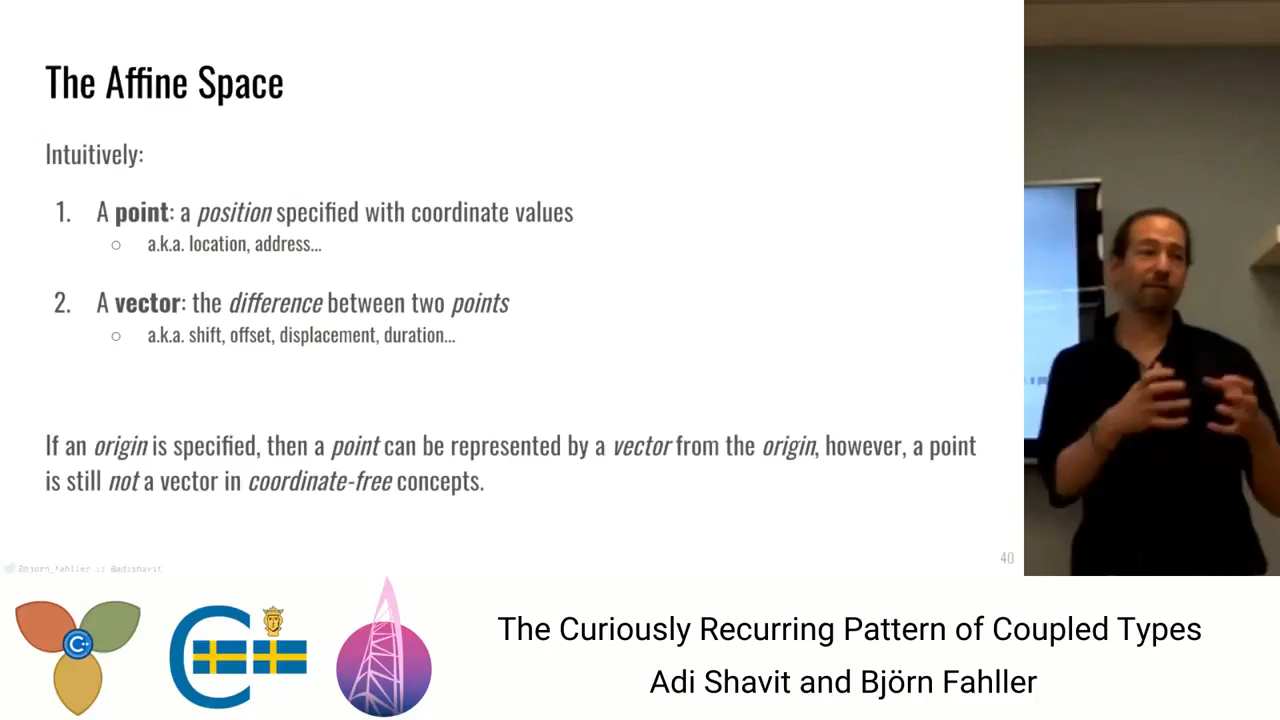 The Affine Space
Intuitively:
1. A point: a position specified with coordinate values
○ a.k.a. location, address...
2. A vector: the difference between two points
○ a.k.a. shift, offset, displacement, duration...
If an origin is specified, then a point can be represented by a vector from the origin, however, a point
is still not a vector in coordinate-free concepts.
40
@bjorn_fahller :: @adishavit
C++
The Curiously Recurring Pattern of Coupled Types
Adi Shavit and Björn Fahller